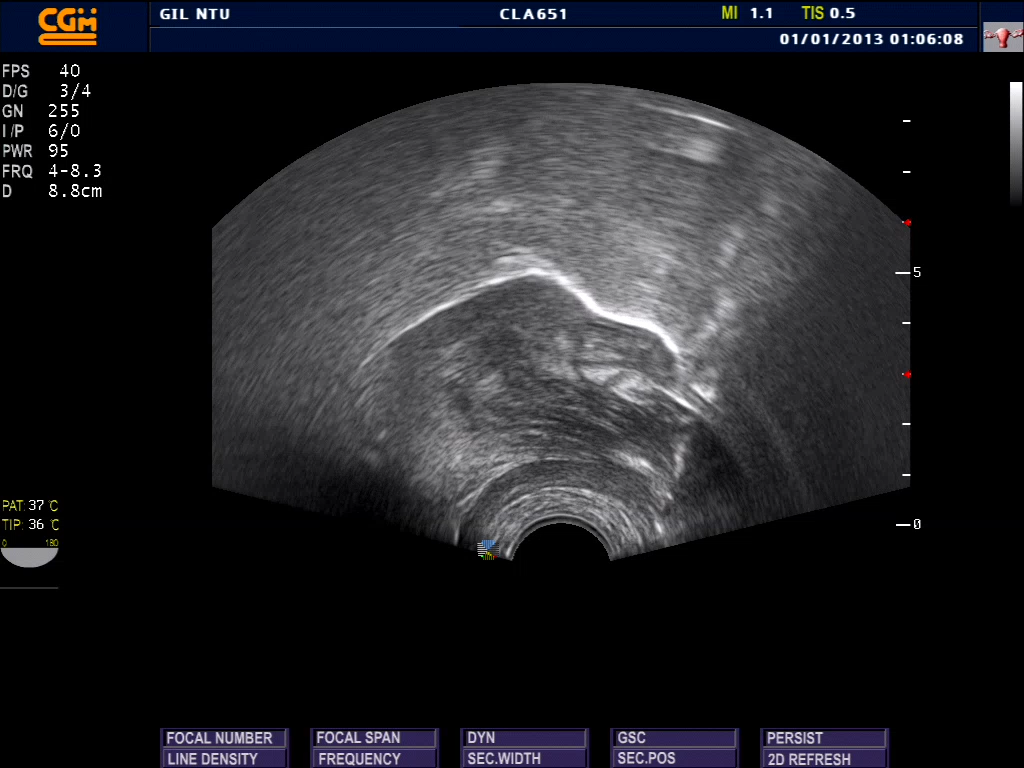 CGM
GIL NTU
CLA651
MI 1.1
TIS 0.5
01/01/2013 01:06:08
FPS 40
D/G 3/4
GN 255
I/P 6/0
PWR 95
FRQ 4-8.3
D 8.8cm
5
0
PAT: 37 °C
TIP: 36 °C
0 180
FOCAL NUMBER
LINE DENSITY
FOCAL SPAN
FREQUENCY
DYN
SEC.WIDTH
GSC
SEC.POS
PERSIST
2D REFRESH